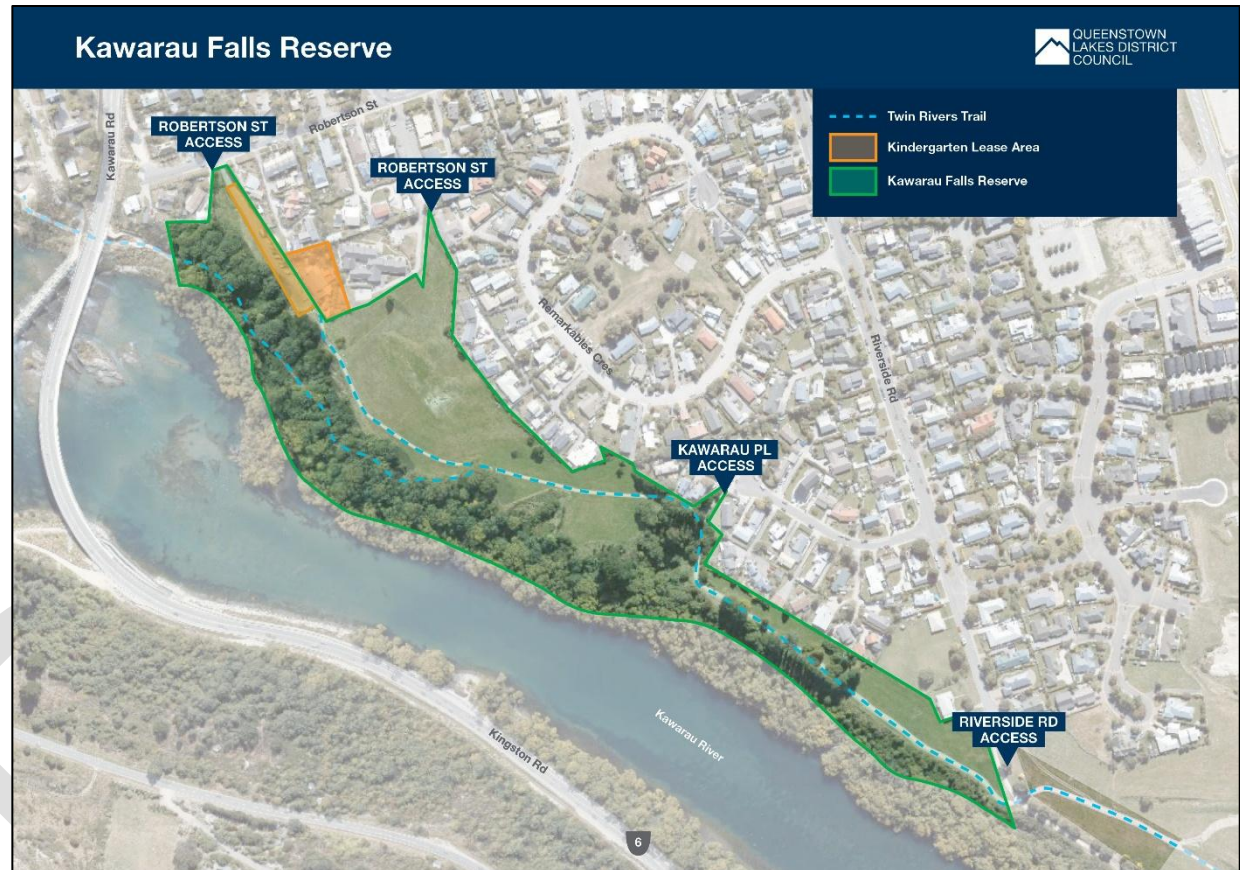 Kawarau Falls Reserve
QUEENSTOWN
LAKES DISTRICT
COUNCIL
Twin Rivers Trail
Kindergarten Lease Area
Kawarau Falls Reserve
Kawarau Rd
ROBERTSON ST
ACCESS
Robertson St
ROBERTSON ST
ACCESS
Remarkables Cres
Riverside Rd
KAWARAU PL
ACCESS
RIVERSIDE RD
ACCESS
Kawarau River
Kingston Rd
6